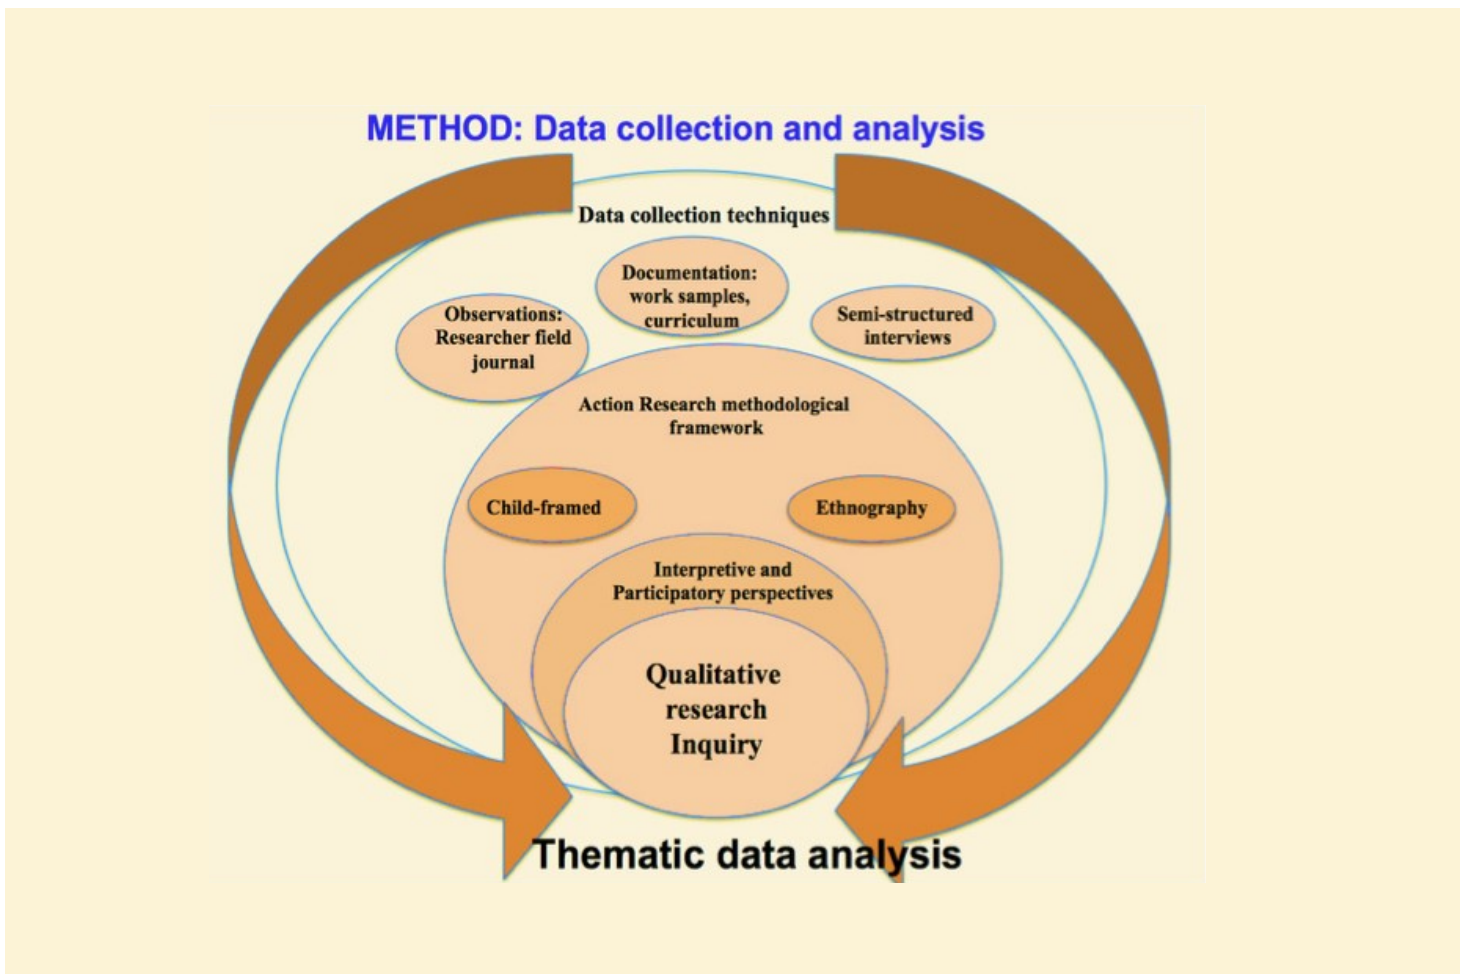 METHOD: Data collection and analysis
Data collection techniques
Documentation:
work samples,
curriculum
Observations:
Researcher field
journal
Semi-structured
interviews
Action Research methodological
framework
Child-framed
Ethnography
Interpretive and
Participatory perspectives
Qualitative
research
Inquiry
Thematic data analysis